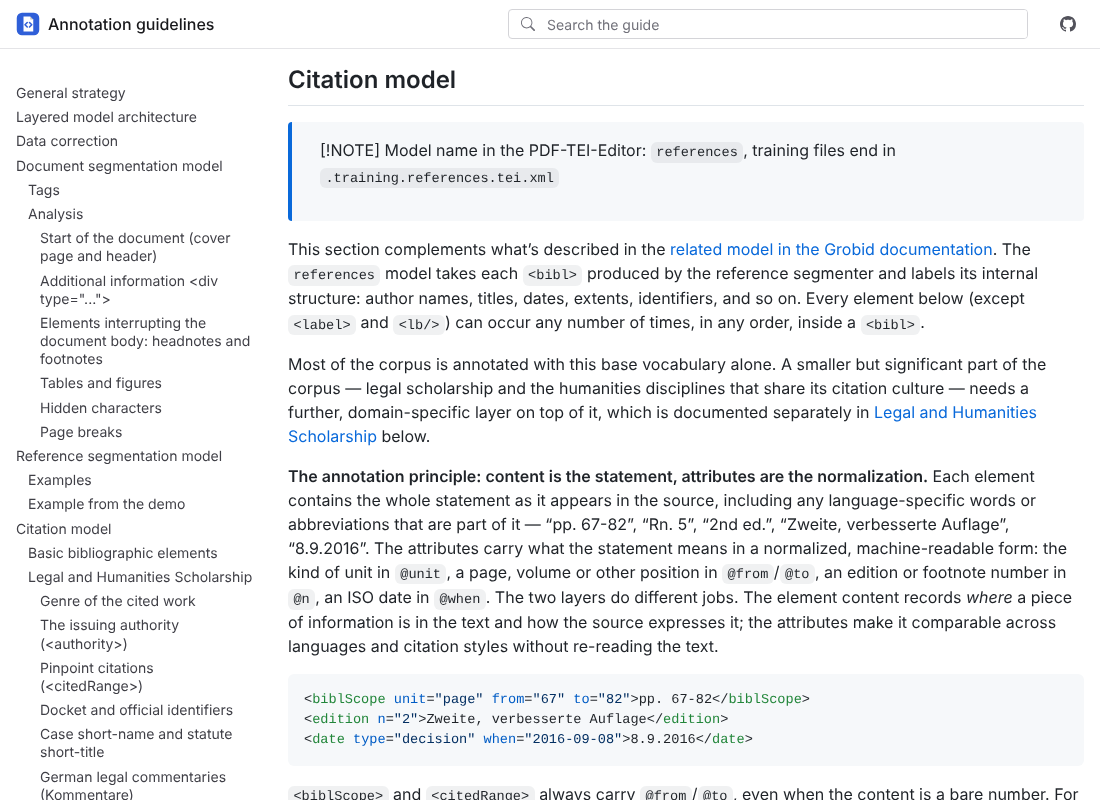 Annotation guidelines
Search the guide
General strategy
Layered model architecture
Data correction
Document segmentation model
Tags
Analysis
Start of the document (cover
page and header)
Additional information <div
type="...">
Elements interrupting the
document body: headnotes and
footnotes
Tables and figures
Hidden characters
Page breaks
Reference segmentation model
Examples
Example from the demo
Citation model
Basic bibliographic elements
Legal and Humanities Scholarship
Genre of the cited work
The issuing authority
(<authority>)
Pinpoint citations
(<citedRange>)
Docket and official identifiers
Case short-name and statute
short-title
German legal commentaries
(Kommentare)
Citation model
[!NOTE] Model name in the PDF-TEI-Editor: references, training files end in
.training.references.tei.xml
This section complements what’s described in the related model in the Grobid documentation. The
references model takes each <bibl> produced by the reference segmenter and labels its internal
structure: author names, titles, dates, extents, identifiers, and so on. Every element below (except
<label> and <lb/>) can occur any number of times, in any order, inside a <bibl>.
Most of the corpus is annotated with this base vocabulary alone. A smaller but significant part of the
corpus — legal scholarship and the humanities disciplines that share its citation culture — needs a
further, domain-specific layer on top of it, which is documented separately in Legal and Humanities
Scholarship below.
The annotation principle: content is the statement, attributes are the normalization. Each element
contains the whole statement as it appears in the source, including any language-specific words or
abbreviations that are part of it — “pp. 67-82”, “Rn. 5”, “2nd ed.”, “Zweite, verbesserte Auflage”,
“8.9.2016”. The attributes carry what the statement means in a normalized, machine-readable form: the
kind of unit in @unit, a page, volume or other position in @from/@to, an edition or footnote number in
@n, an ISO date in @when. The two layers do different jobs. The element content records where a piece
of information is in the text and how the source expresses it; the attributes make it comparable across
languages and citation styles without re-reading the text.
<biblScope unit="page" from="67" to="82">pp. 67-82</biblScope>
<edition n="2">Zweite, verbesserte Auflage</edition>
<date type="decision" when="2016-09-08">8.9.2016</date>
<biblScope> and <citedRange> always carry @from/@to, even when the content is a bare number. For